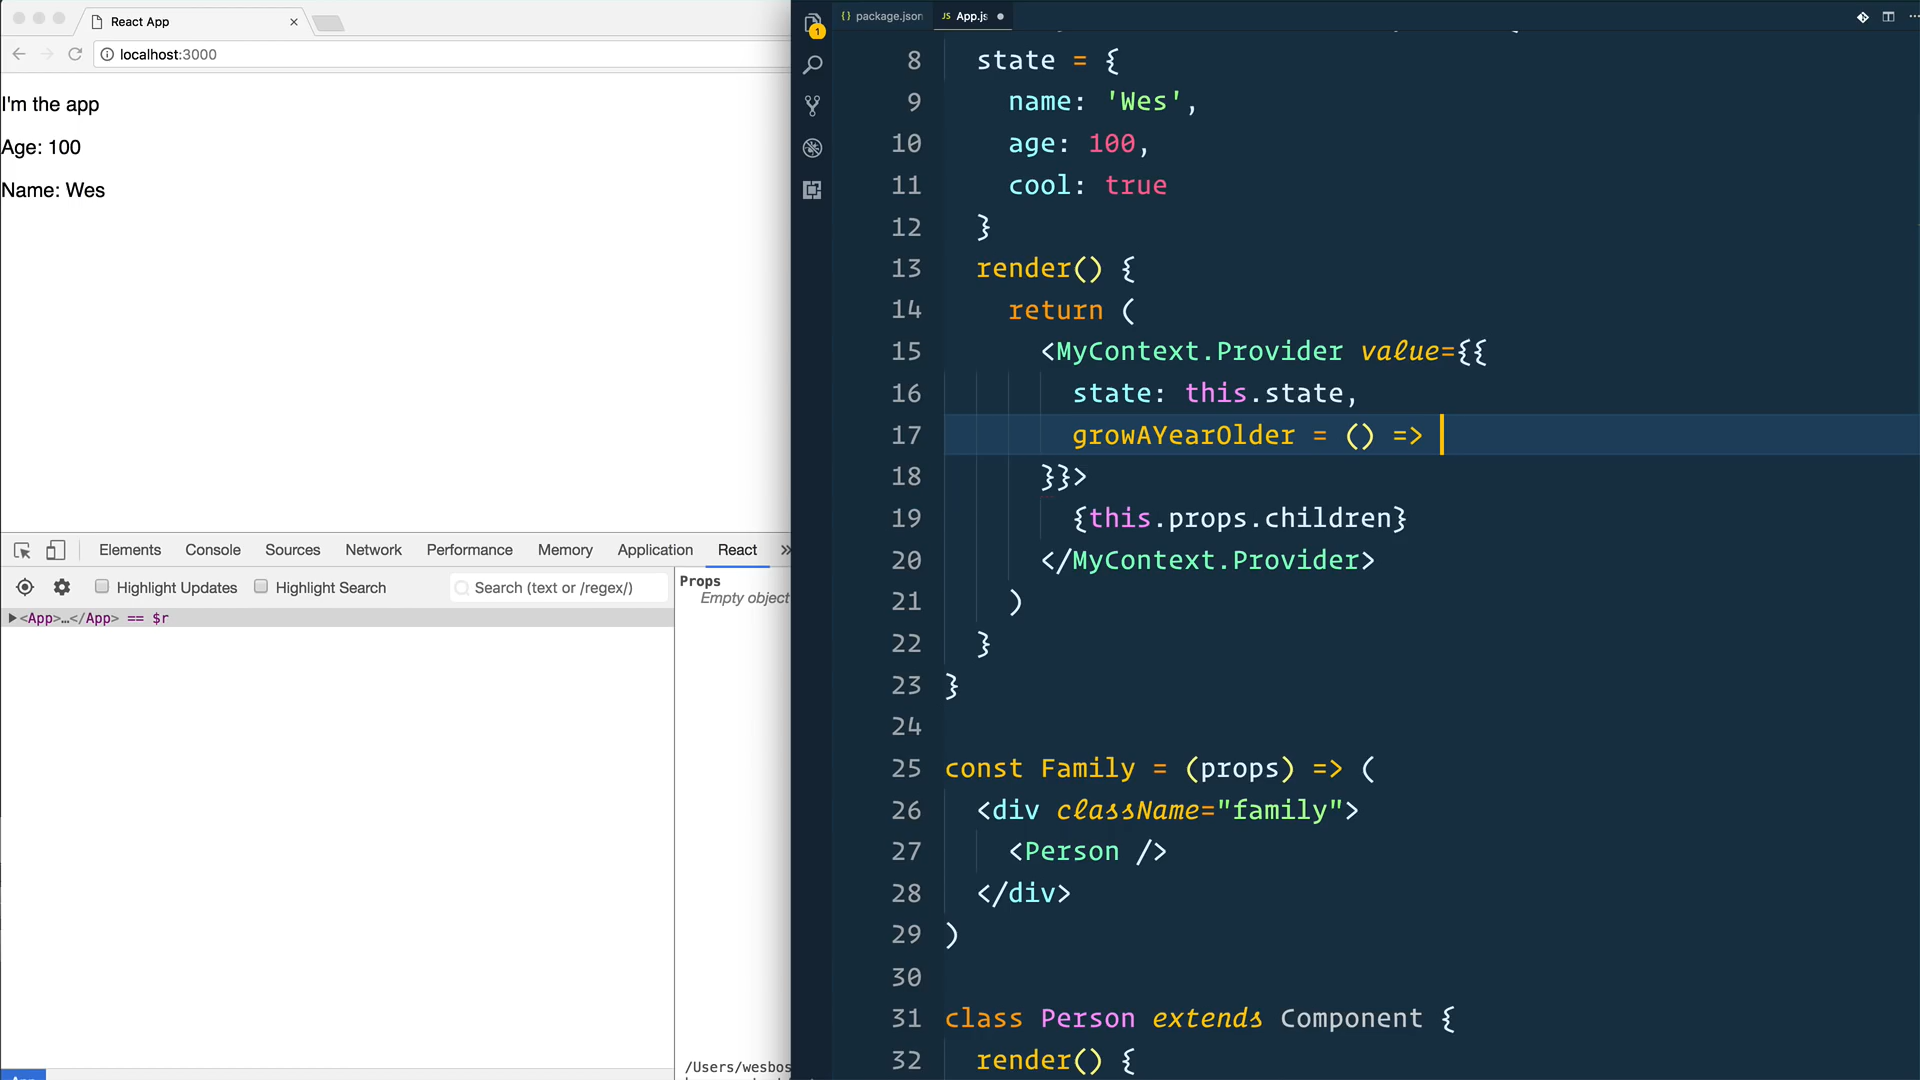 React App
localhost:3000
I'm the app
Age: 100
Name: Wes
Elements Console Sources Network Performance Memory Application React »
Highlight Updates Highlight Search Search (text or /regex/)
<App>…</App> == $r
Props
Empty object
/Users/wesbos
1
{} package.json JS App.js
8 state = {
9 name: 'Wes',
10 age: 100,
11 cool: true
12 }
13 render() {
14 return (
15 <MyContext.Provider value={{
16 state: this.state,
17 growAYearOlder = () =>
18 }}>
19 {this.props.children}
20 </MyContext.Provider>
21 )
22 }
23 }
24
25 const Family = (props) => (
26 <div className="family">
27 <Person />
28 </div>
29 )
30
31 class Person extends Component {
32 render() {